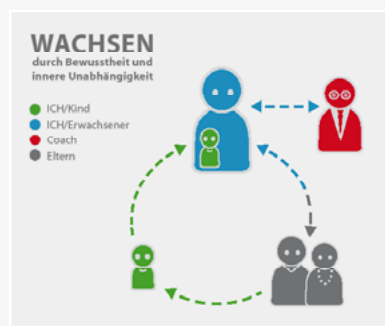 WACHSEN
durch Bewusstheit und
innere Unabhängigkeit
ICH/Kind
ICH/Erwachsener
Coach
Eltern